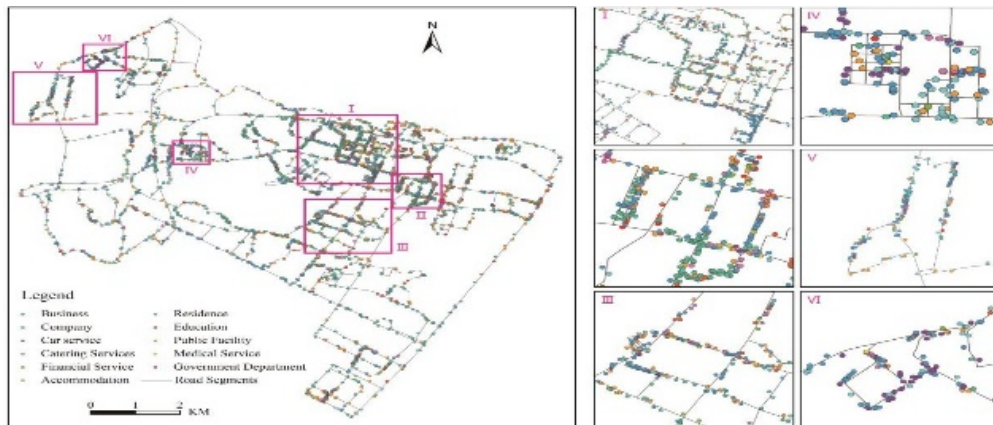 N
VI
V
I
IV
II
III
Legend
Business Residence
Company Education
Car service Public Facility
Catering Services Medical Service
Financial Service Government Department
Accommodation Road Segments
0 1 2 KM
I
IV
V
III
VI